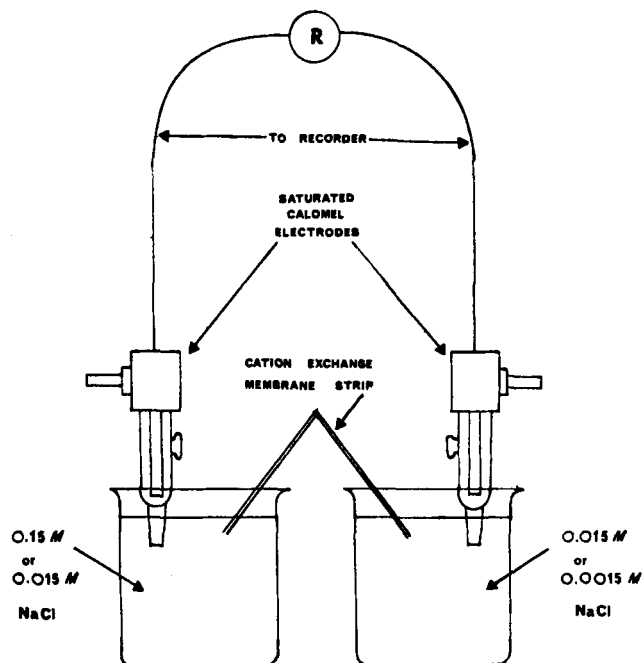 R
TO RECORDER
SATURATED
CALOMEL
ELECTRODES
CATION EXCHANGE
MEMBRANE STRIP
0.15 M
or
0.015 M
NaCl
0.015 M
or
0.0015 M
NaCl